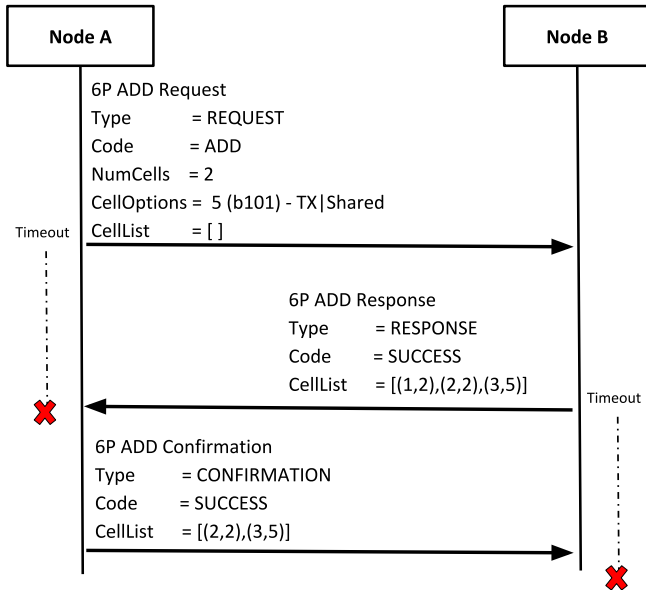 Node A
Node B
6P ADD Request
Type = REQUEST
Code = ADD
NumCells = 2
CellOptions = 5 (b101) - TX|Shared
CellList = [ ]
Timeout
6P ADD Response
Type = RESPONSE
Code = SUCCESS
CellList = [(1,2),(2,2),(3,5)]
Timeout
6P ADD Confirmation
Type = CONFIRMATION
Code = SUCCESS
CellList = [(2,2),(3,5)]